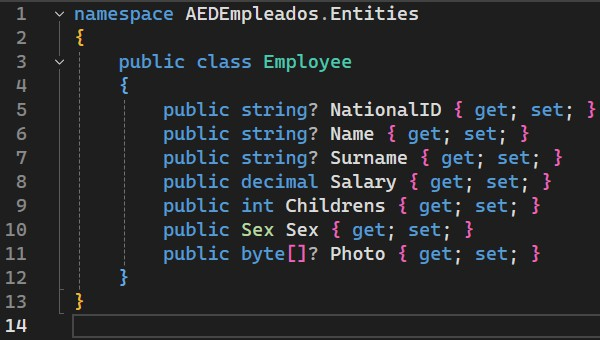 1 namespace AEDEmpleados.Entities
2 {
3 public class Employee
4 {
5 public string? NationalID { get; set; }
6 public string? Name { get; set; }
7 public string? Surname { get; set; }
8 public decimal Salary { get; set; }
9 public int Childrens { get; set; }
10 public Sex Sex { get; set; }
11 public byte[]? Photo { get; set; }
12 }
13 }
14